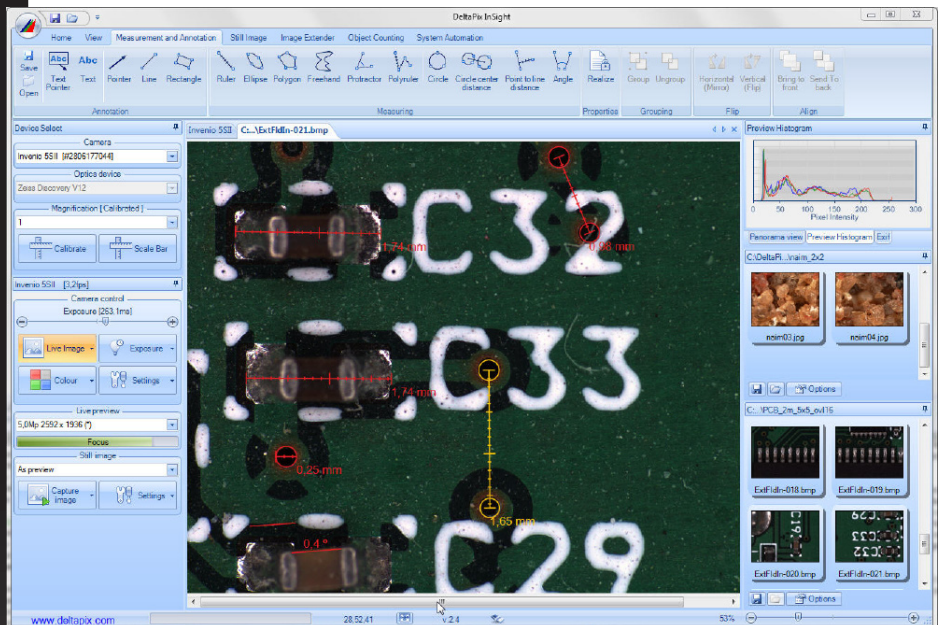 DeltaPix InSight
Home View Measurement and Annotation Still Image Image Extender Object Counting System Automation
Save
Open
Abc
Text Pointer
Abc
Text
Pointer
Line
Rectangle
Ruler
Ellipse
Polygon
Freehand
Protractor
Polyruler
Circle
Circle center distance
Point to line distance
Angle
Realize
Group
Ungroup
Horizontal (Mirror)
Vertical (Flip)
Bring to front
Send To back
Annotation Measuring Properties Grouping Flip Align
Device Select
Camera
Invenio 5SII [#2806177044]
Optics device
Zeiss Discovery V12
Magnification [Calibrated]
1
Calibrate Scale Bar
Invenio 5SII [3,2fps]
Camera control
Exposure [263.1ms]
Live Image Exposure
Colour Settings
Live preview
5,0Mp 2592 x 1936 (*)
Focus
Still image
As preview
Capture image Settings
Invenio 5SII C:...\ExtFldIn-021.bmp
C32
1,74 mm
0,98 mm
C33
1,74 mm
0,25 mm
1,65 mm
0,4 °
C29
Preview Histogram
0 50 100 150 200 250 300
Pixel Intensity
Panorama view Preview Histogram Exit
C:\DeltaPi...\naim_2x2
naim03.jpg naim04.jpg
Options
C:...\PCB_2m_5x5_ovl16
ExtFldIn-018.bmp ExtFldIn-019.bmp
C19
C33
C32
ExtFldIn-020.bmp ExtFldIn-021.bmp
Options
www.deltapix.com 28.52.41 v.2.4 53%